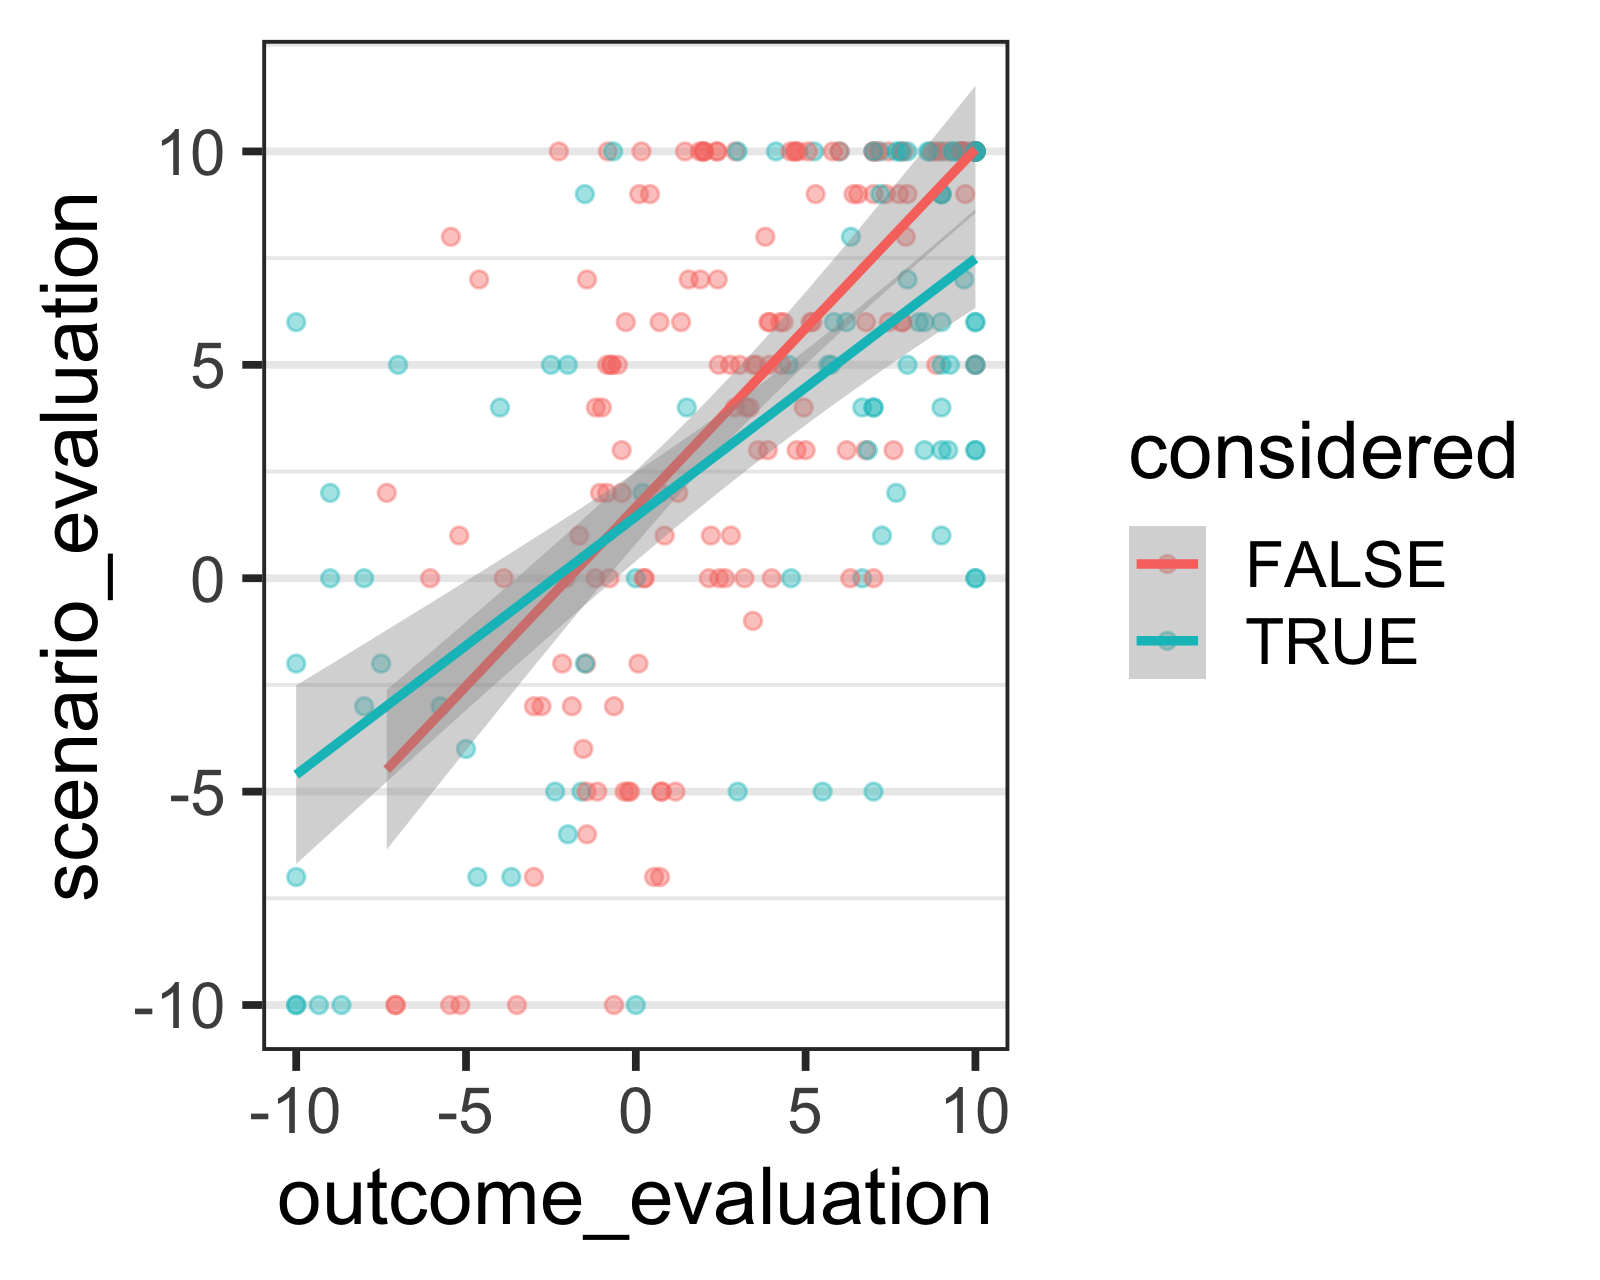 10
5
0
-5
-10
-10 -5 0 5 10
outcome_evaluation
scenario_evaluation
considered
FALSE
TRUE